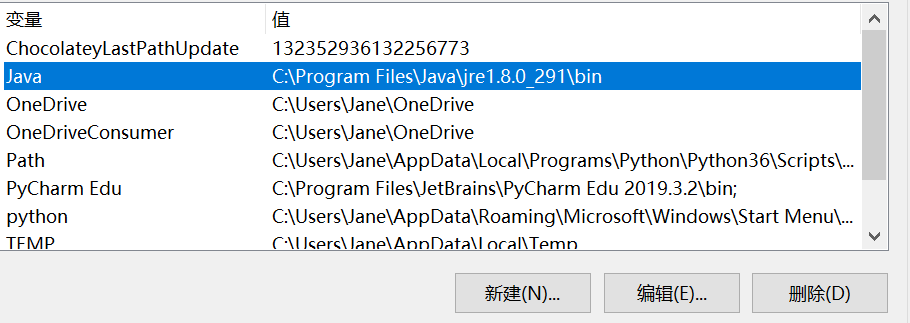 变量 值
ChocolateyLastPathUpdate 132352936132256773
Java C:\Program Files\Java\jre1.8.0_291\bin
OneDrive C:\Users\Jane\OneDrive
OneDriveConsumer C:\Users\Jane\OneDrive
Path C:\Users\Jane\AppData\Local\Programs\Python\Python36\Scripts\...
PyCharm Edu C:\Program Files\JetBrains\PyCharm Edu 2019.3.2\bin;
python C:\Users\Jane\AppData\Roaming\Microsoft\Windows\Start Menu\...
TEMP C:\Users\Jane\AppData\Local\Temp
新建(N)... 编辑(E)... 删除(D)